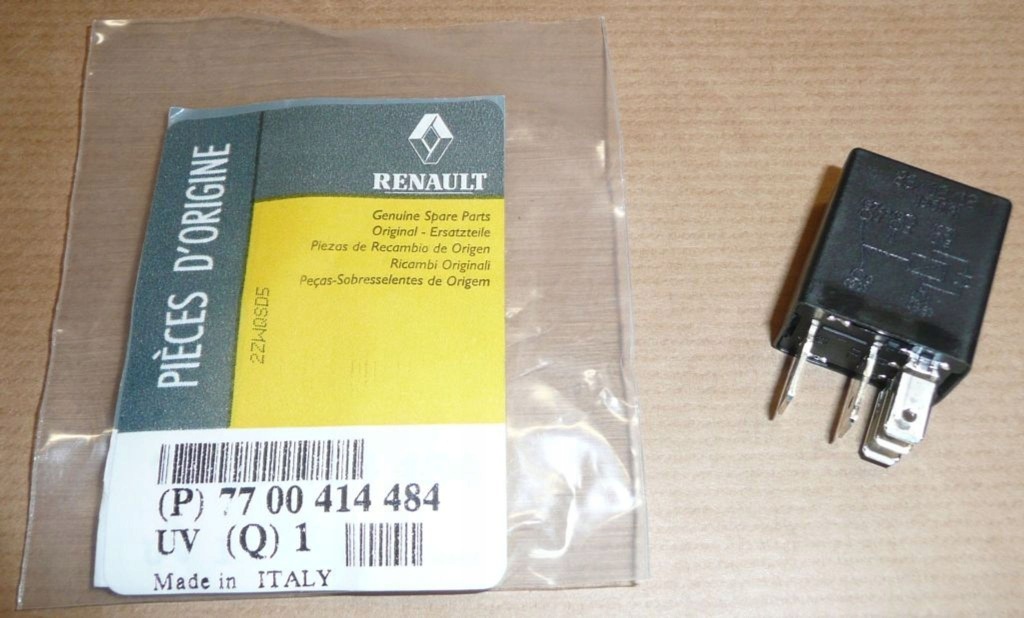 PIÈCES D'ORIGINE
RENAULT
Genuine Spare Parts
Original - Ersatzteile
Piezas de Recambio de Origen
Ricambi Originali
Peças-Sobresselentes de Origem
2ZWQSD5
(P) 77 00 414 484
UV (Q) 1
Made in ITALY